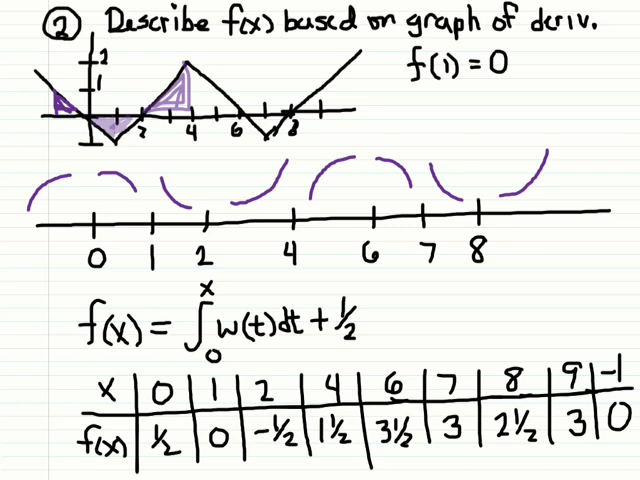 ② Describe f(x) based on graph of deriv.
f(1) = 0
2
1
2 4 6 8
0 1 2 4 6 7 8
f(x) = ∫₀ˣ w(t)dt + ½
x | 0 | 1 | 2 | 4 | 6 | 7 | 8 | 9 | -1
f(x) | ½ | 0 | -½ | 1½ | 3½ | 3 | 2½ | 3 | 0